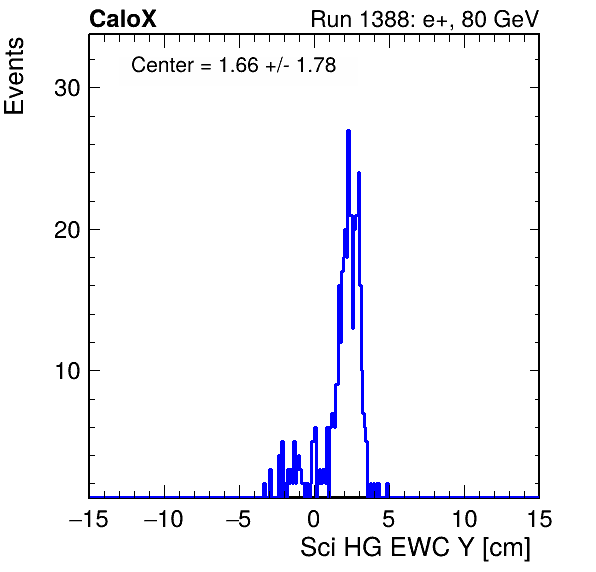 CaloX Run 1388: e+, 80 GeV
Center = 1.66 +/- 1.78
Events
30
20
10
−15 −10 −5 0 5 10 15
Sci HG EWC Y [cm]